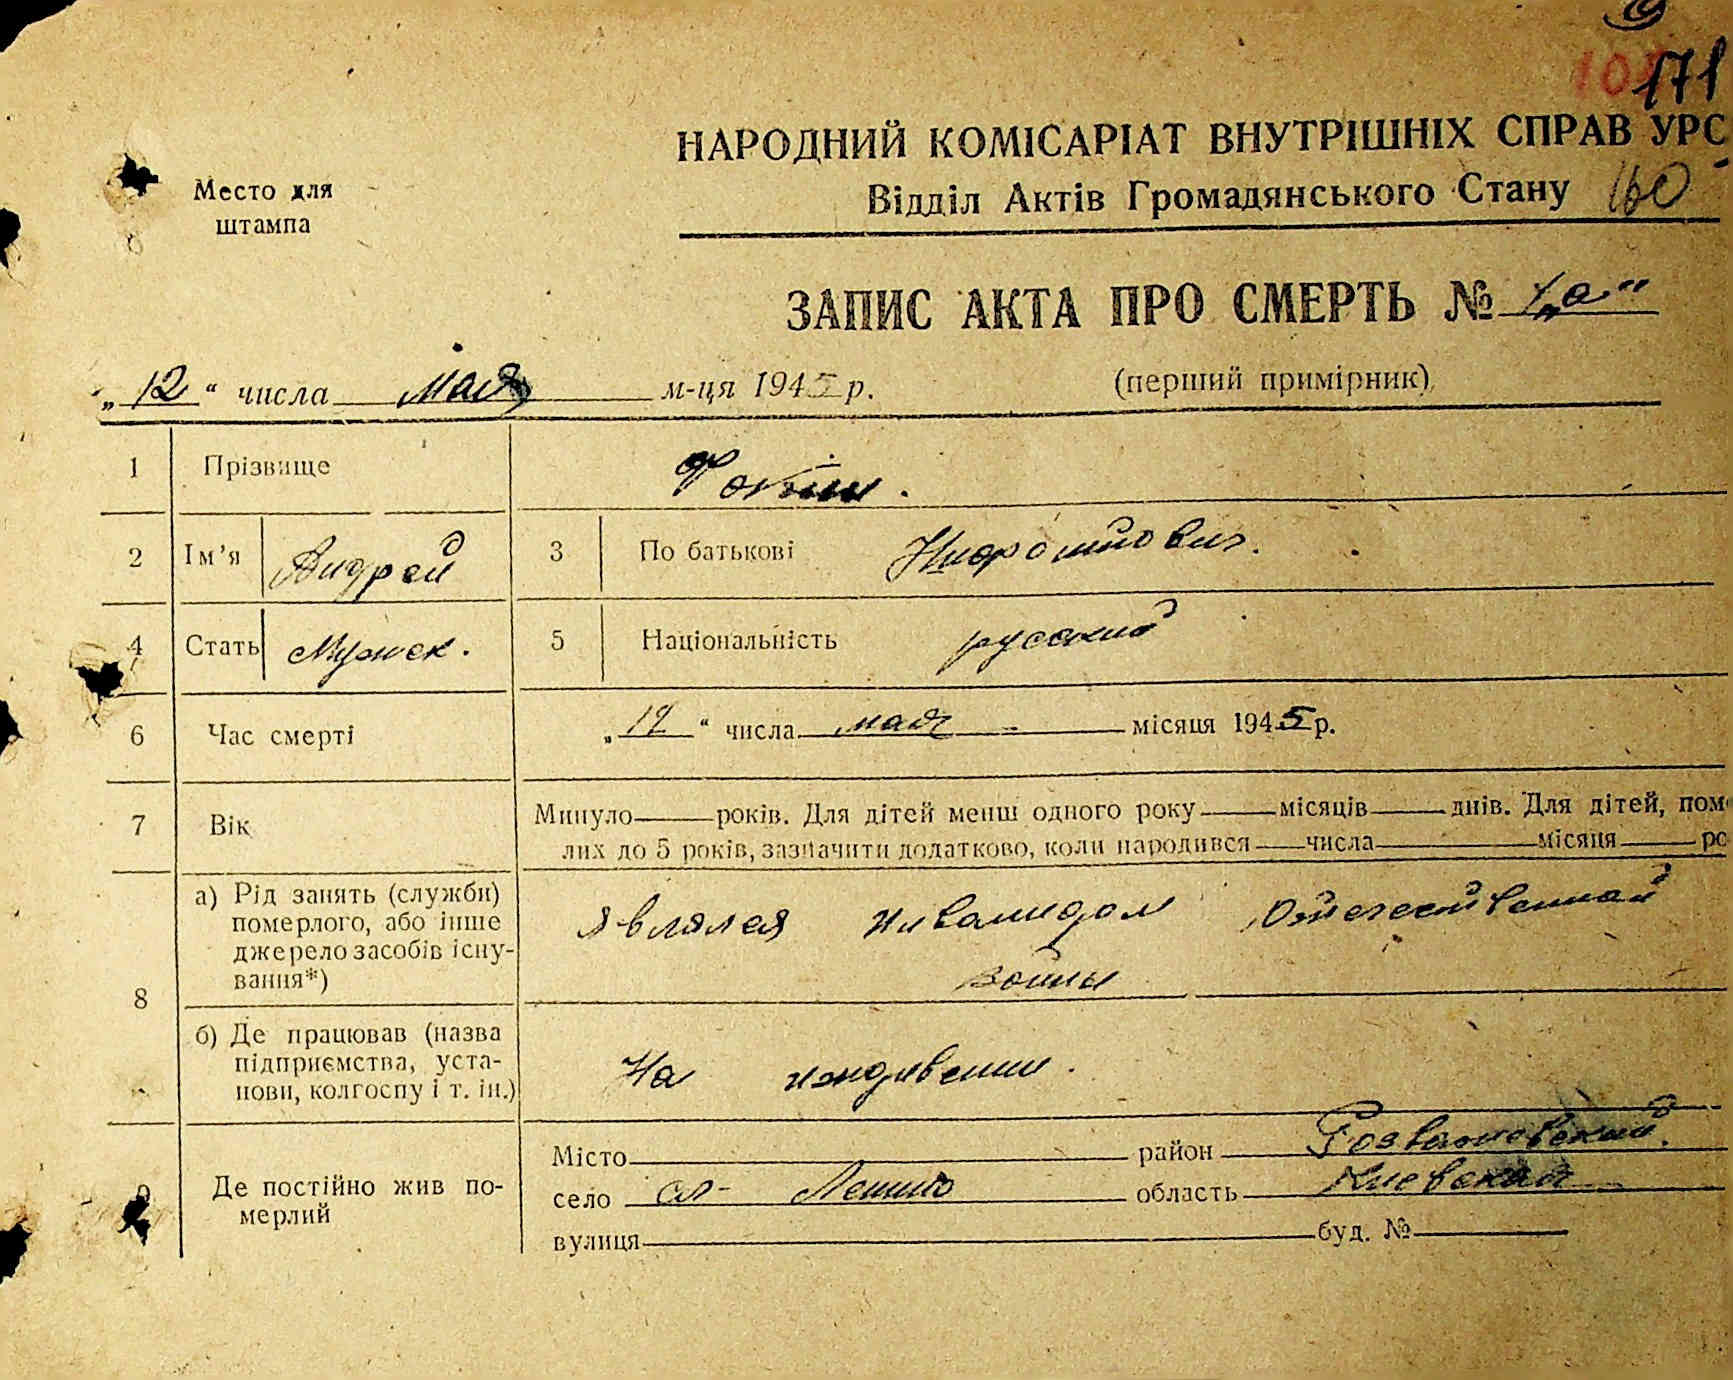 171
НАРОДНИЙ КОМІСАРІАТ ВНУТРІШНІХ СПРАВ УРС
Место для
штампа
Відділ Актів Громадянського Стану 160
ЗАПИС АКТА ПРО СМЕРТЬ №
„12“ числа Мая м-ця 1945 р.
(перший примірник)
1 Прізвище Фокин.
2 Ім’я Андрей 3 По батькові
4 Стать Мужск. 5 Національність русский
6 Час смерті „12“ числа мая місяця 1945 р.
7 Вік Минуло років. Для дітей менш одного року місяців днів. Для дітей, пом
лих до 5 років, зазначити додатково, коли народився числа місяця ро
8 а) Рід занять (служби)
померлого, або інше
джерело засобів існу-
вання*)
Являлся инвалидом Отечественной
войны
б) Де працював (назва
підприємства, уста-
нови, колгоспу і т. ін.)
На иждивении.
9 Де постійно жив по-
мерлий
Місто район Розважевский.
село область Киевская
вулиця буд. №